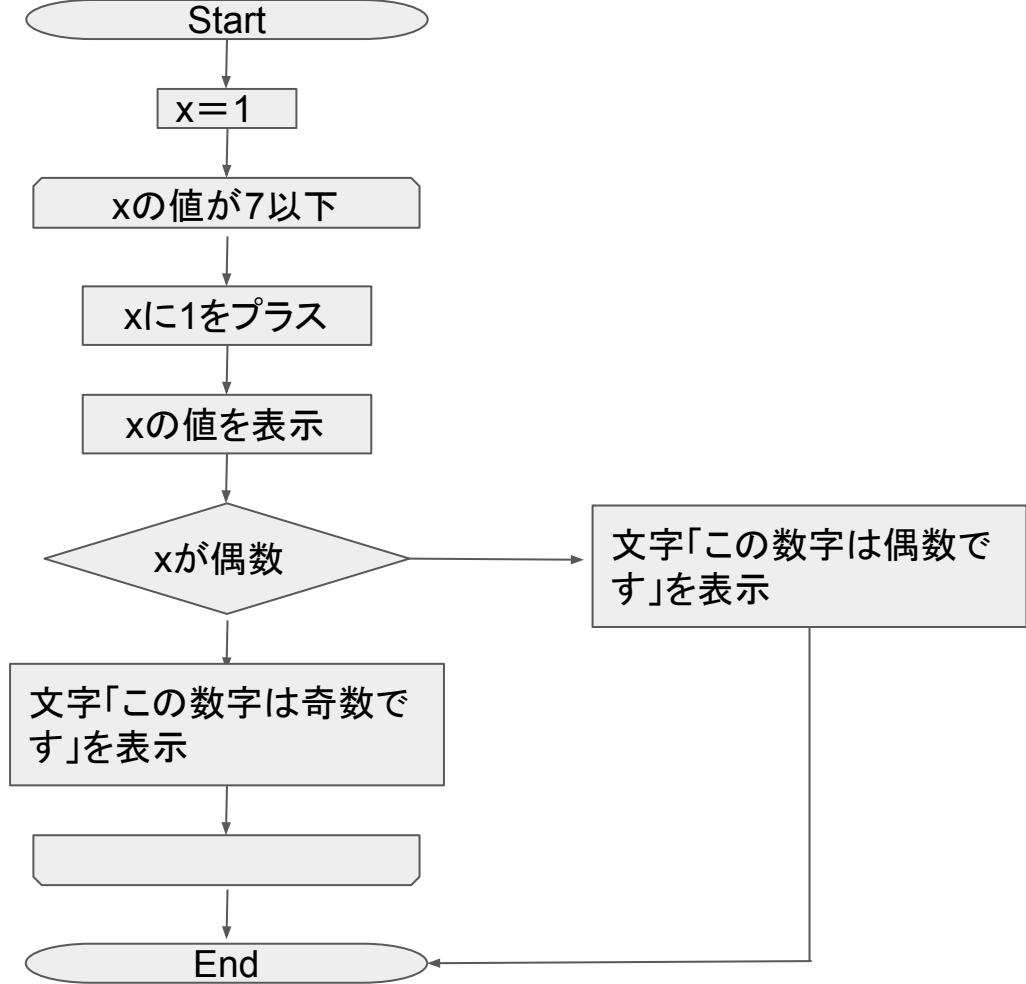 Start
x＝1
xの値が7以下
xに1をプラス
xの値を表示
xが偶数
文字「この数字は偶数で
す」を表示
文字「この数字は奇数で
す」を表示
End